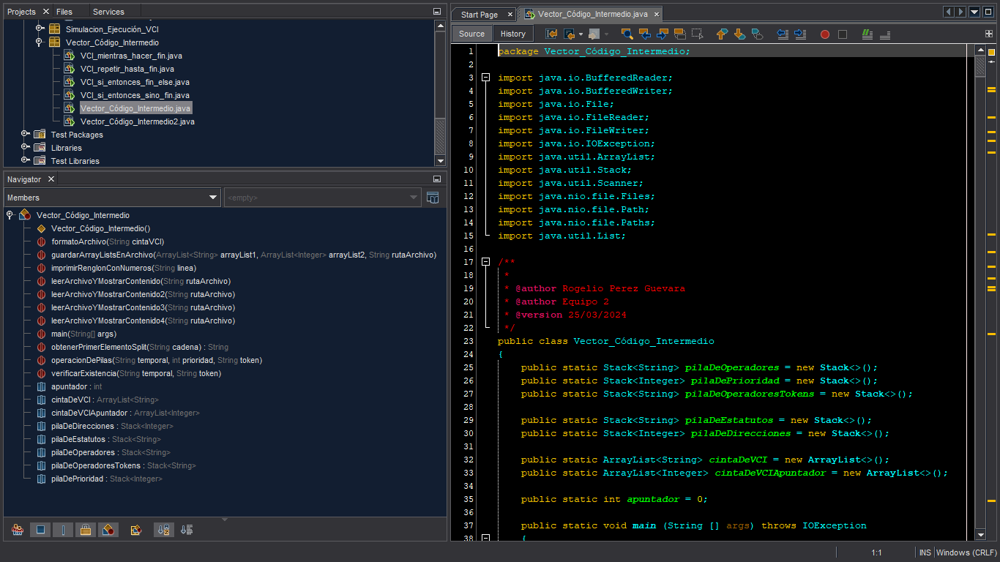 Projects
Files
Services
Simulacion_Ejecución_VCI
Vector_Código_Intermedio
VCI_mientras_hacer_fin.java
VCI_repetir_hasta_fin.java
VCI_si_entonces_fin_else.java
VCI_si_entonces_sino_fin.java
Vector_Código_Intermedio.java
Vector_Código_Intermedio2.java
Test Packages
Libraries
Test Libraries
Navigator
Members
<empty>
Vector_Código_Intermedio
Vector_Código_Intermedio()
formatoArchivo(String cintaVCI)
guardarArrayListsEnArchivo(ArrayList<String> arrayList1, ArrayList<Integer> arrayList2, String rutaArchivo)
imprimirRenglonConNumeros(String linea)
leerArchivoYMostrarContenido(String rutaArchivo)
leerArchivoYMostrarContenido2(String rutaArchivo)
leerArchivoYMostrarContenido3(String rutaArchivo)
leerArchivoYMostrarContenido4(String rutaArchivo)
main(String[] args)
obtenerPrimerElementoSplit(String cadena) : String
operacionDePilas(String temporal, int prioridad, String token)
verificarExistencia(String temporal, String token)
apuntador : int
cintaDeVCI : ArrayList<String>
cintaDeVCIApuntador : ArrayList<Integer>
pilaDeDirecciones : Stack<Integer>
pilaDeEstatutos : Stack<String>
pilaDeOperadores : Stack<String>
pilaDeOperadoresTokens : Stack<String>
pilaDePrioridad : Stack<Integer>
Start Page
Vector_Código_Intermedio.java
Source
History
1 package Vector_Código_Intermedio;
2
3 import java.io.BufferedReader;
4 import java.io.BufferedWriter;
5 import java.io.File;
6 import java.io.FileReader;
7 import java.io.FileWriter;
8 import java.io.IOException;
9 import java.util.ArrayList;
10 import java.util.Stack;
11 import java.util.Scanner;
12 import java.nio.file.Files;
13 import java.nio.file.Path;
14 import java.nio.file.Paths;
15 import java.util.List;
16
17 /**
18 *
19 * @author Rogelio Perez Guevara
20 * @author Equipo 2
21 * @version 25/03/2024
22 */
23 public class Vector_Código_Intermedio
24 {
25 public static Stack<String> pilaDeOperadores = new Stack<>();
26 public static Stack<Integer> pilaDePrioridad = new Stack<>();
27 public static Stack<String> pilaDeOperadoresTokens = new Stack<>();
28
29 public static Stack<String> pilaDeEstatutos = new Stack<>();
30 public static Stack<Integer> pilaDeDirecciones = new Stack<>();
31
32 public static ArrayList<String> cintaDeVCI = new ArrayList<>();
33 public static ArrayList<Integer> cintaDeVCIApuntador = new ArrayList<>();
34
35 public static int apuntador = 0;
36
37 public static void main (String [] args) throws IOException
38 {
1:1
INS
Windows (CRLF)